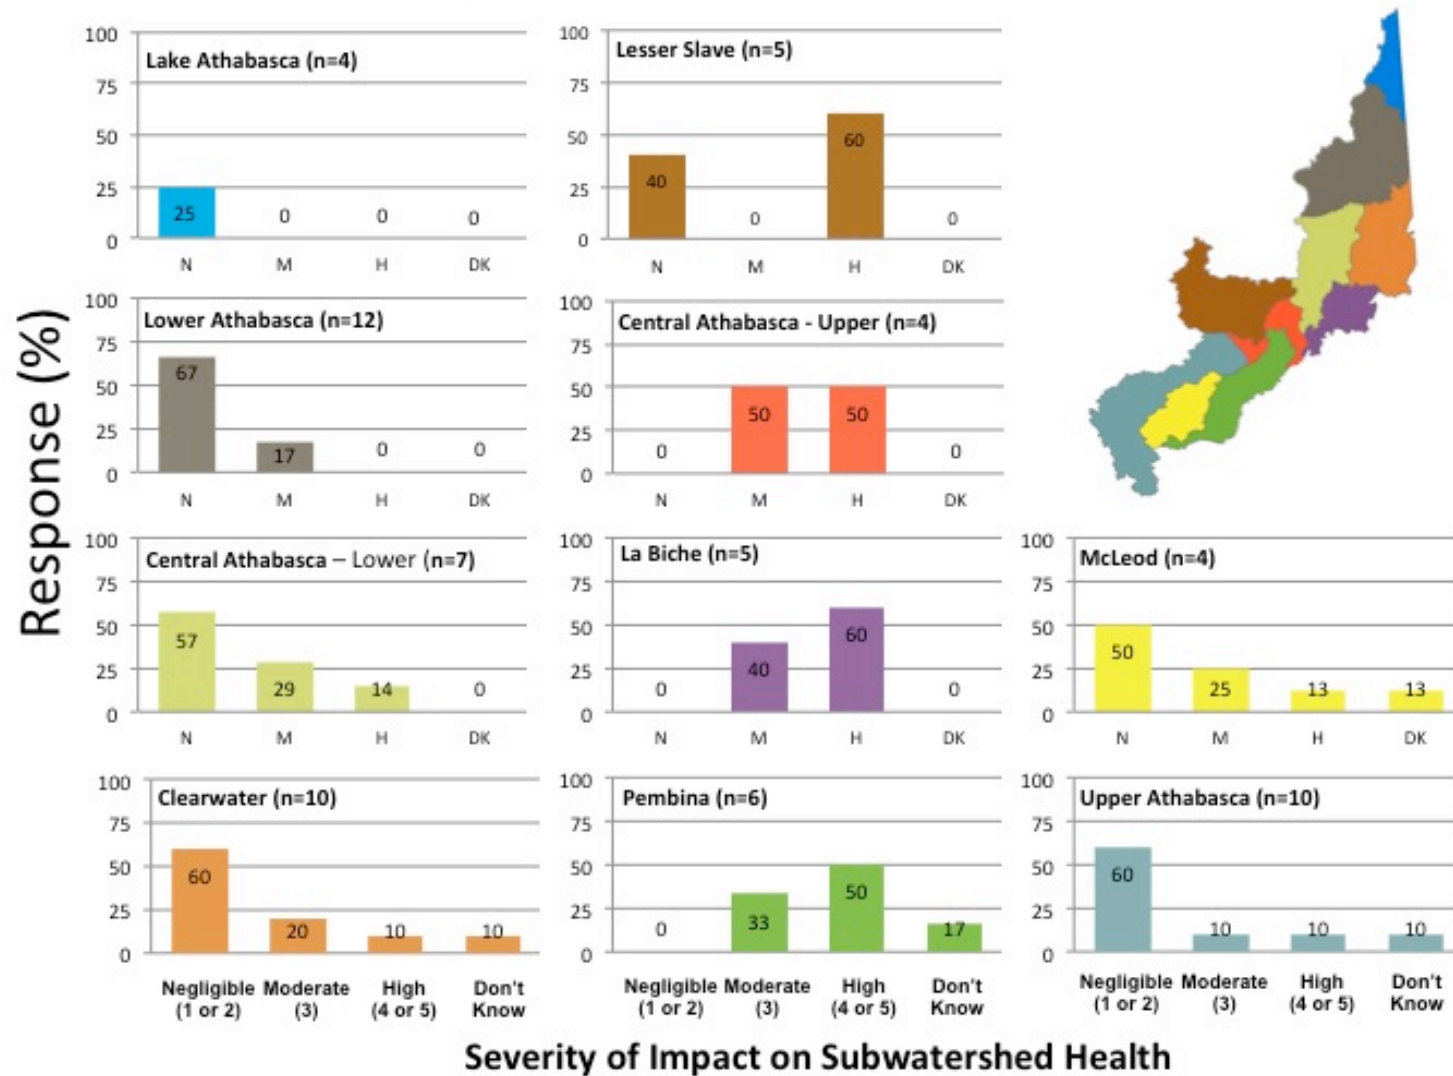 Response (%)
Lake Athabasca (n=4)
100
75
50
25
0
25
0
0
0
N
M
H
DK
Lesser Slave (n=5)
100
75
50
25
0
40
0
60
0
N
M
H
DK
Lower Athabasca (n=12)
100
75
50
25
0
67
17
0
0
N
M
H
DK
Central Athabasca - Upper (n=4)
100
75
50
25
0
0
50
50
0
N
M
H
DK
Central Athabasca – Lower (n=7)
100
75
50
25
0
57
29
14
0
N
M
H
DK
La Biche (n=5)
100
75
50
25
0
0
40
60
0
N
M
H
DK
McLeod (n=4)
100
75
50
25
0
50
25
13
13
N
M
H
DK
Clearwater (n=10)
100
75
50
25
0
60
20
10
10
Negligible
(1 or 2)
Moderate
(3)
High
(4 or 5)
Don't
Know
Pembina (n=6)
100
75
50
25
0
0
33
50
17
Negligible
(1 or 2)
Moderate
(3)
High
(4 or 5)
Don't
Know
Upper Athabasca (n=10)
100
75
50
25
0
60
10
10
10
Negligible
(1 or 2)
Moderate
(3)
High
(4 or 5)
Don't
Know
Severity of Impact on Subwatershed Health